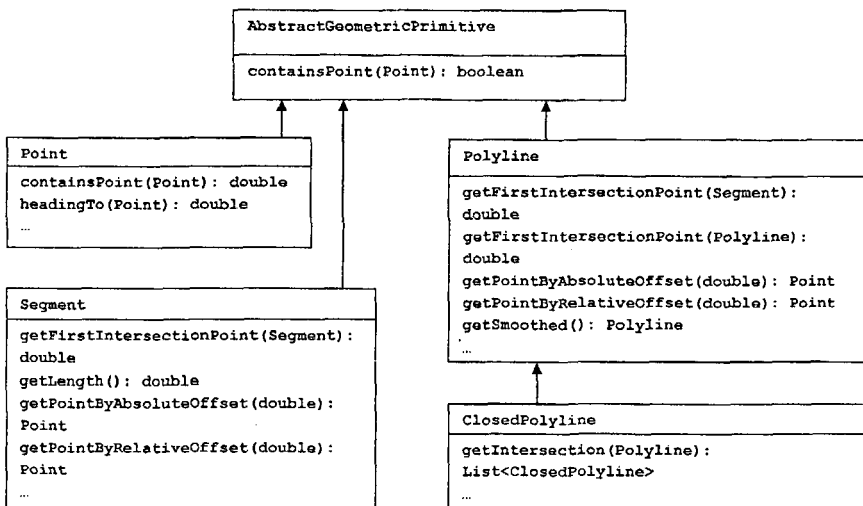 AbstractGeometricPrimitive
containsPoint(Point): boolean
Point
containsPoint(Point): double
headingTo(Point): double
…
Segment
getFirstIntersectionPoint(Segment):
double
getLength(): double
getPointByAbsoluteOffset(double):
Point
getPointByRelativeOffset(double):
Point
…
Polyline
getFirstIntersectionPoint(Segment):
double
getFirstIntersectionPoint(Polyline):
double
getPointByAbsoluteOffset(double): Point
getPointByRelativeOffset(double): Point
getSmoothed(): Polyline
…
ClosedPolyline
getIntersection(Polyline):
List<ClosedPolyline>
…